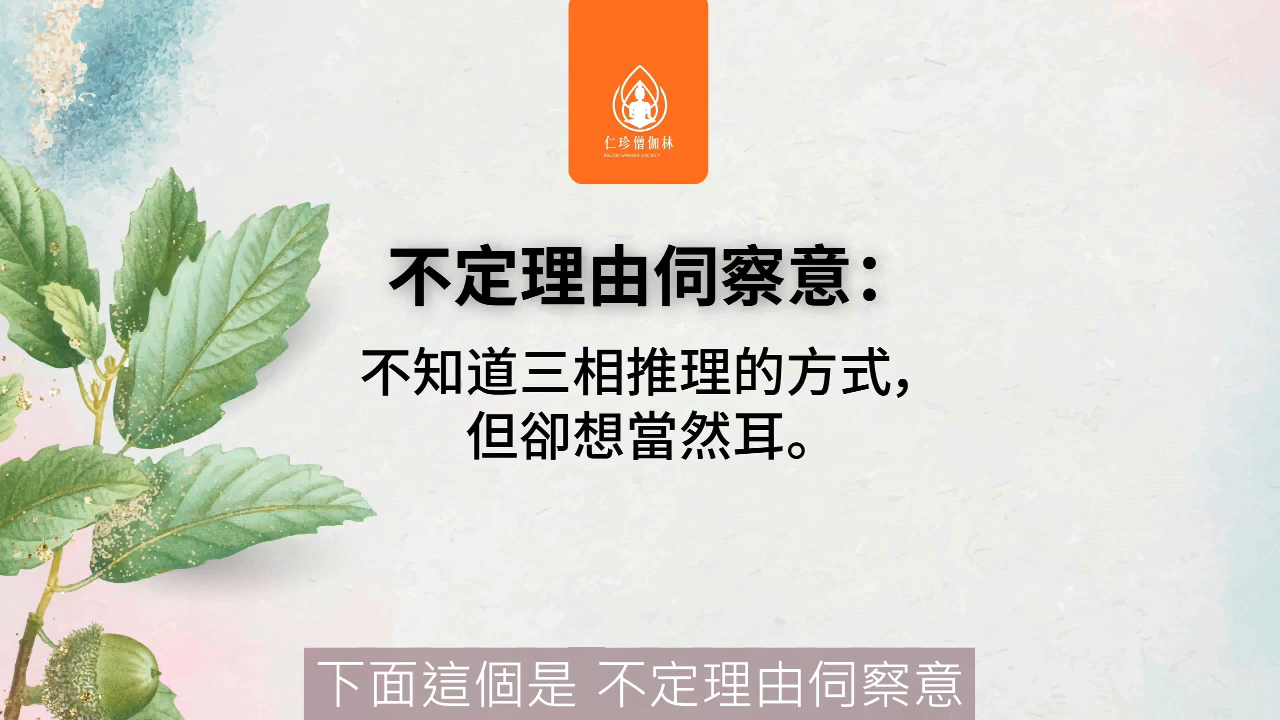 仁珍僧伽林
不定理由伺察意：
不知道三相推理的方式，
但卻想當然耳。
下面這個是 不定理由伺察意